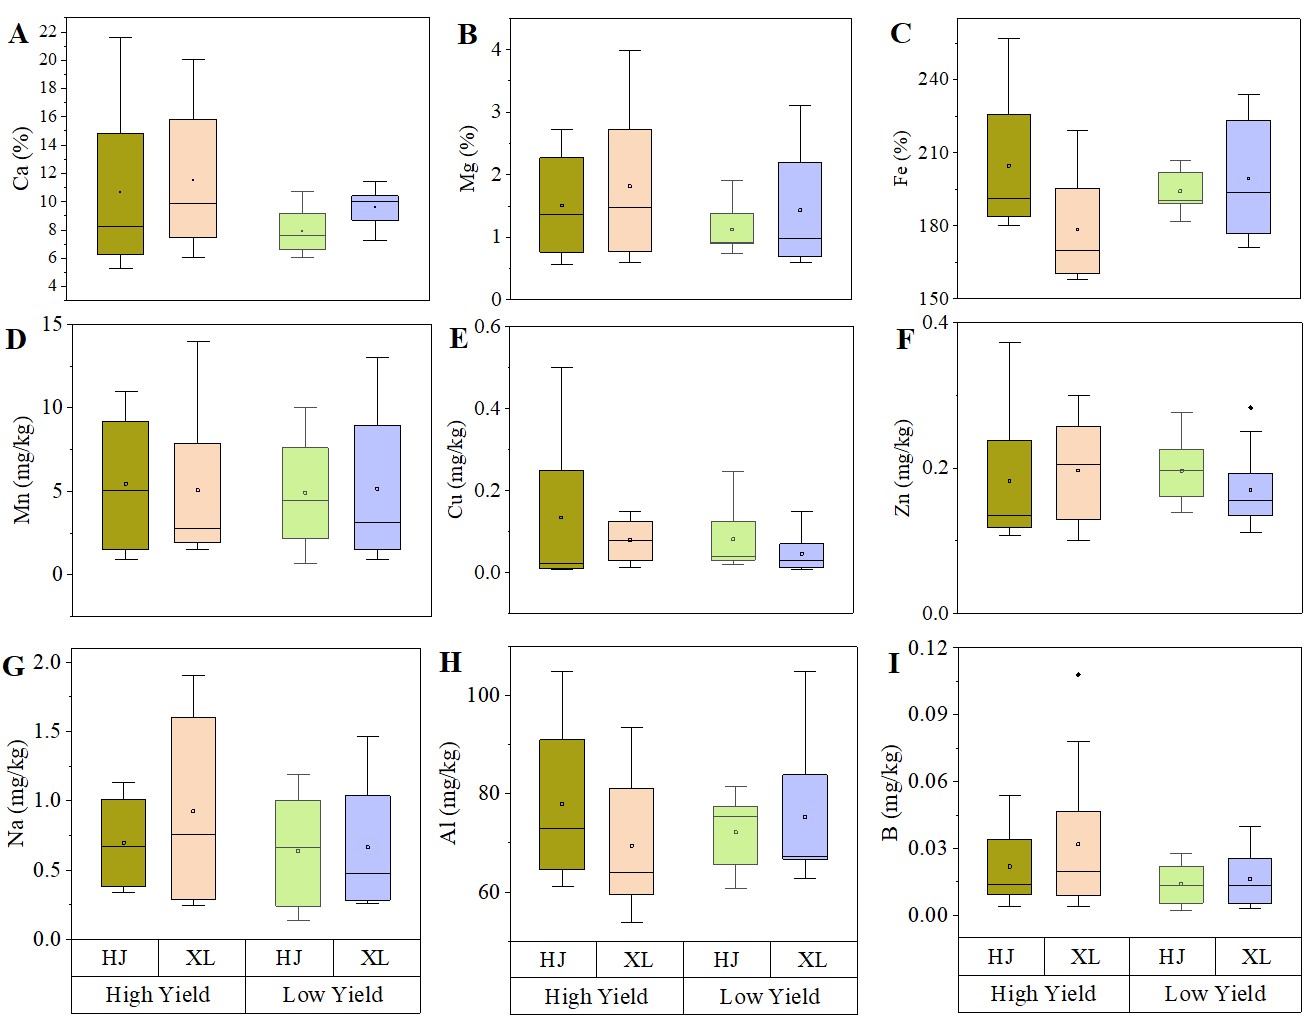 A
Ca (%)
22
20
18
16
14
12
10
8
6
4
B
Mg (%)
4
3
2
1
0
C
Fe (%)
240
210
180
150
D
Mn (mg/kg)
15
10
5
0
E
Cu (mg/kg)
0.6
0.4
0.2
0.0
F
Zn (mg/kg)
0.4
0.2
0.0
G
Na (mg/kg)
2.0
1.5
1.0
0.5
0.0
HJ XL HJ XL
High Yield Low Yield
H
Al (mg/kg)
100
80
60
HJ XL HJ XL
High Yield Low Yield
I
B (mg/kg)
0.12
0.09
0.06
0.03
0.00
HJ XL HJ XL
High Yield Low Yield